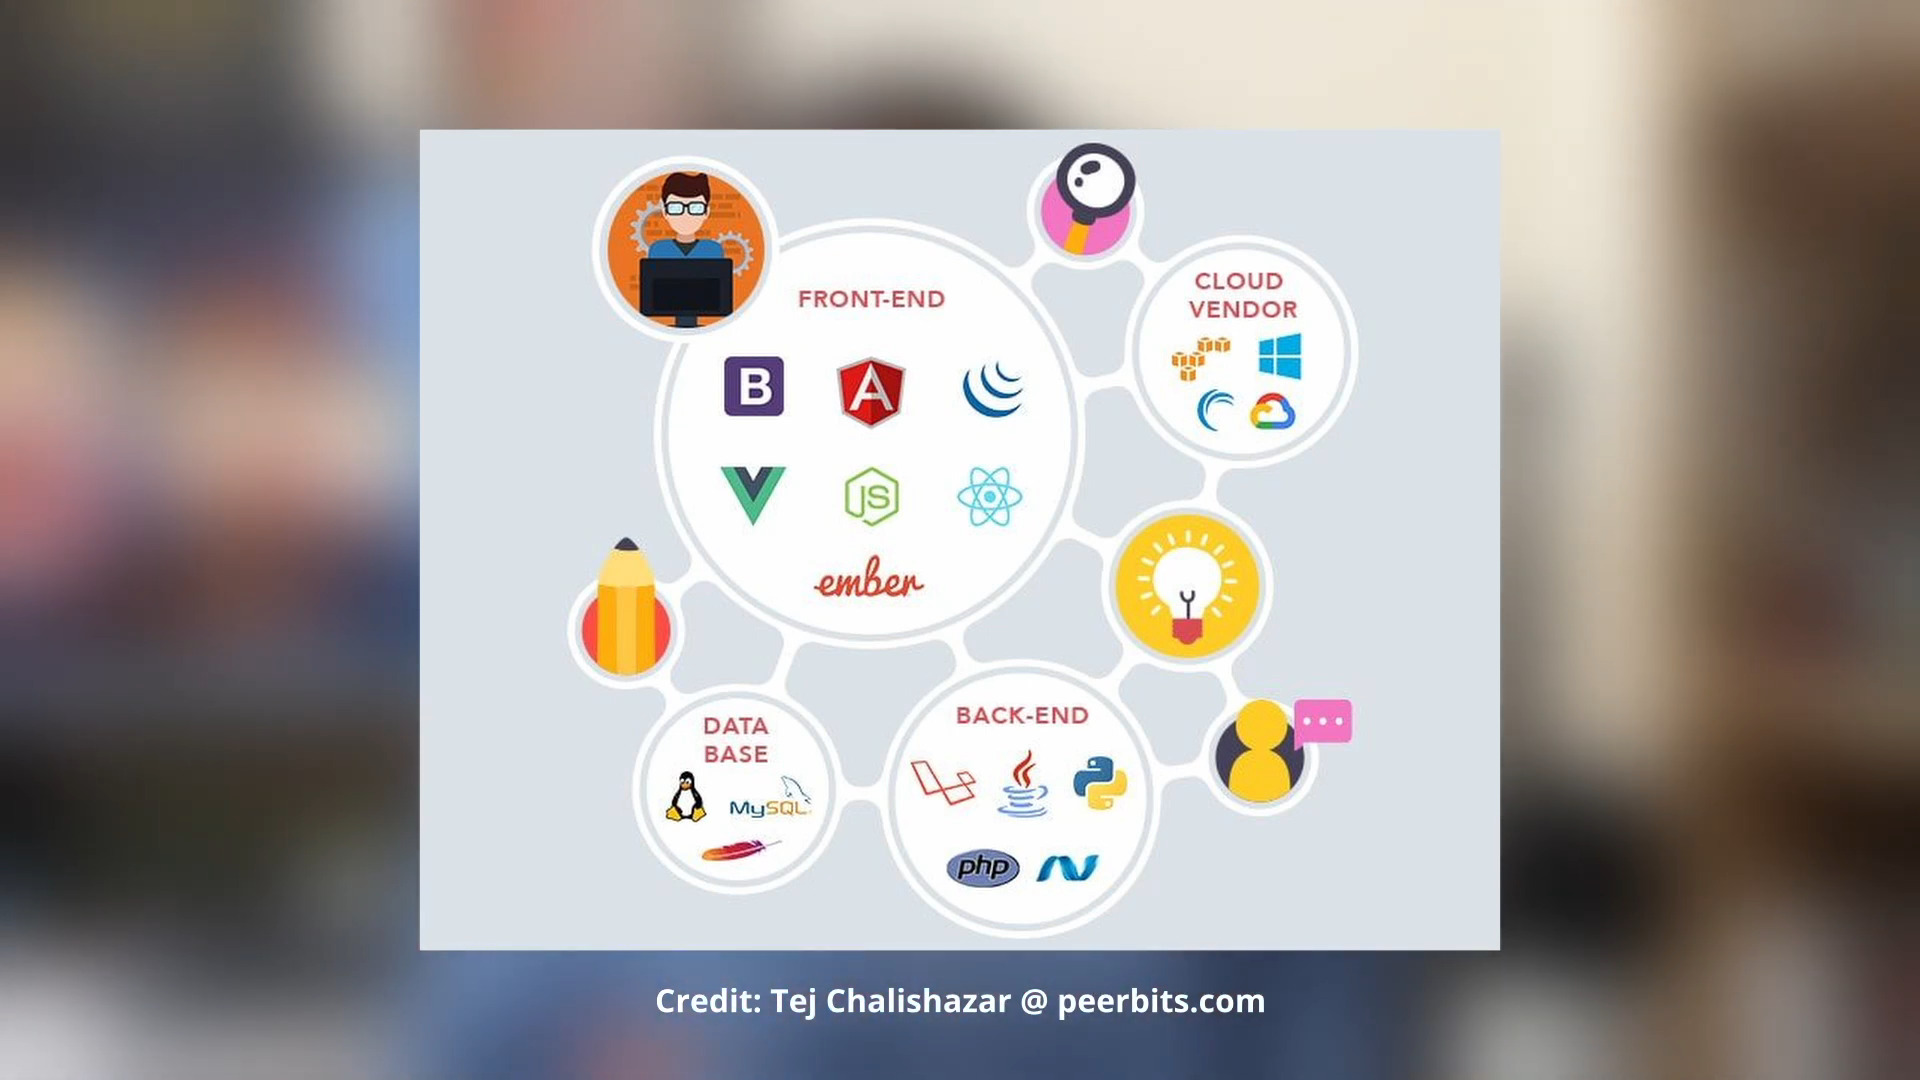 FRONT-END
CLOUD
VENDOR
B
A
JS
ember
DATA
BASE
MySQL
BACK-END
php
Credit: Tej Chalishazar @ peerbits.com